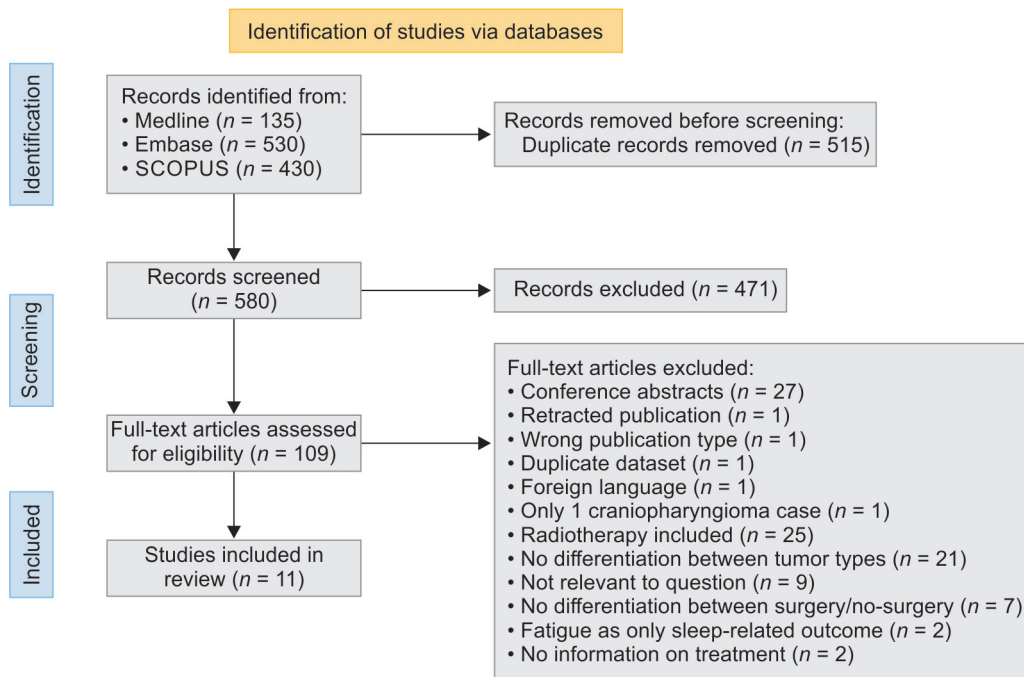 Identification of studies via databases
Identification
Records identified from:
• Medline (n = 135)
• Embase (n = 530)
• SCOPUS (n = 430)
Records removed before screening:
Duplicate records removed (n = 515)
Screening
Records screened
(n = 580)
Records excluded (n = 471)
Full-text articles assessed
for eligibility (n = 109)
Full-text articles excluded:
• Conference abstracts (n = 27)
• Retracted publication (n = 1)
• Wrong publication type (n = 1)
• Duplicate dataset (n = 1)
• Foreign language (n = 1)
• Only 1 craniopharyngioma case (n = 1)
• Radiotherapy included (n = 25)
• No differentiation between tumor types (n = 21)
• Not relevant to question (n = 9)
• No differentiation between surgery/no-surgery (n = 7)
• Fatigue as only sleep-related outcome (n = 2)
• No information on treatment (n = 2)
Included
Studies included in
review (n = 11)